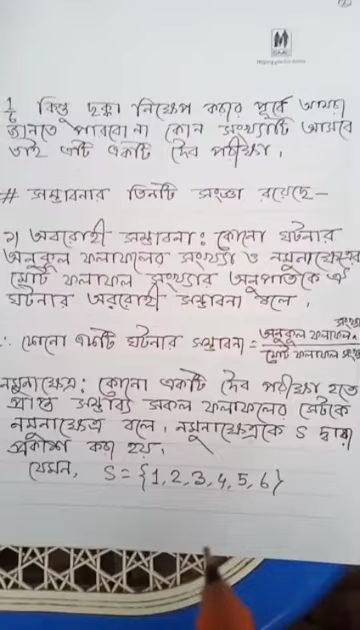 SMC
1/6 কিন্তু ছক্কা নিক্ষেপ করার পূর্বে আমরা
জানতে পারবো না কোন সংখ্যাটি আসবে
তাই এটি একটি দৈব পরীক্ষা।
# সম্ভাবনার তিনটি সংজ্ঞা রয়েছে–
১) অবরোহী সম্ভাবনা: কোনো ঘটনার
অনুকূল ফলাফলের সংখ্যা ও নমুনাক্ষেত্রের
মোট ফলাফল সংখ্যার অনুপাতকে ঐ
ঘটনার অবরোহী সম্ভাবনা বলে।
∴ কোনো একটি ঘটনার সম্ভাবনা = অনুকূল ফলাফল সংখ্যা
মোট ফলাফল সংখ্যা
নমুনাক্ষেত্র: কোনো একটি দৈব পরীক্ষা হতে
প্রাপ্ত সম্ভাব্য সকল ফলাফলের সেটকে
নমুনাক্ষেত্র বলে। নমুনাক্ষেত্রকে S দ্বারা
প্রকাশ করা হয়।
যেমন, S = {1, 2, 3, 4, 5, 6}